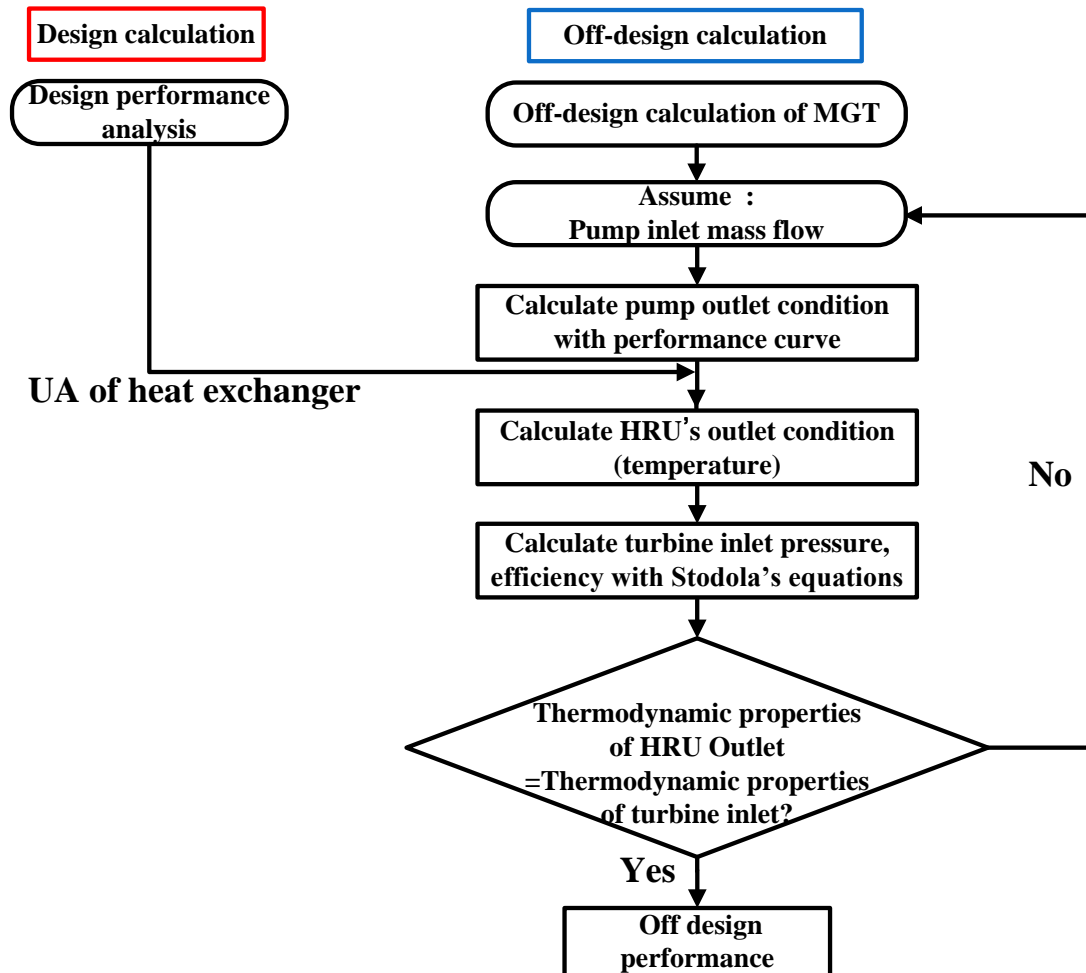 Design calculation
Off-design calculation
Design performance
analysis
Off-design calculation of MGT
Assume :
Pump inlet mass flow
Calculate pump outlet condition
with performance curve
UA of heat exchanger
Calculate HRU's outlet condition
(temperature)
No
Calculate turbine inlet pressure,
efficiency with Stodola's equations
Thermodynamic properties
of HRU Outlet
=Thermodynamic properties
of turbine inlet?
Yes
Off design
performance